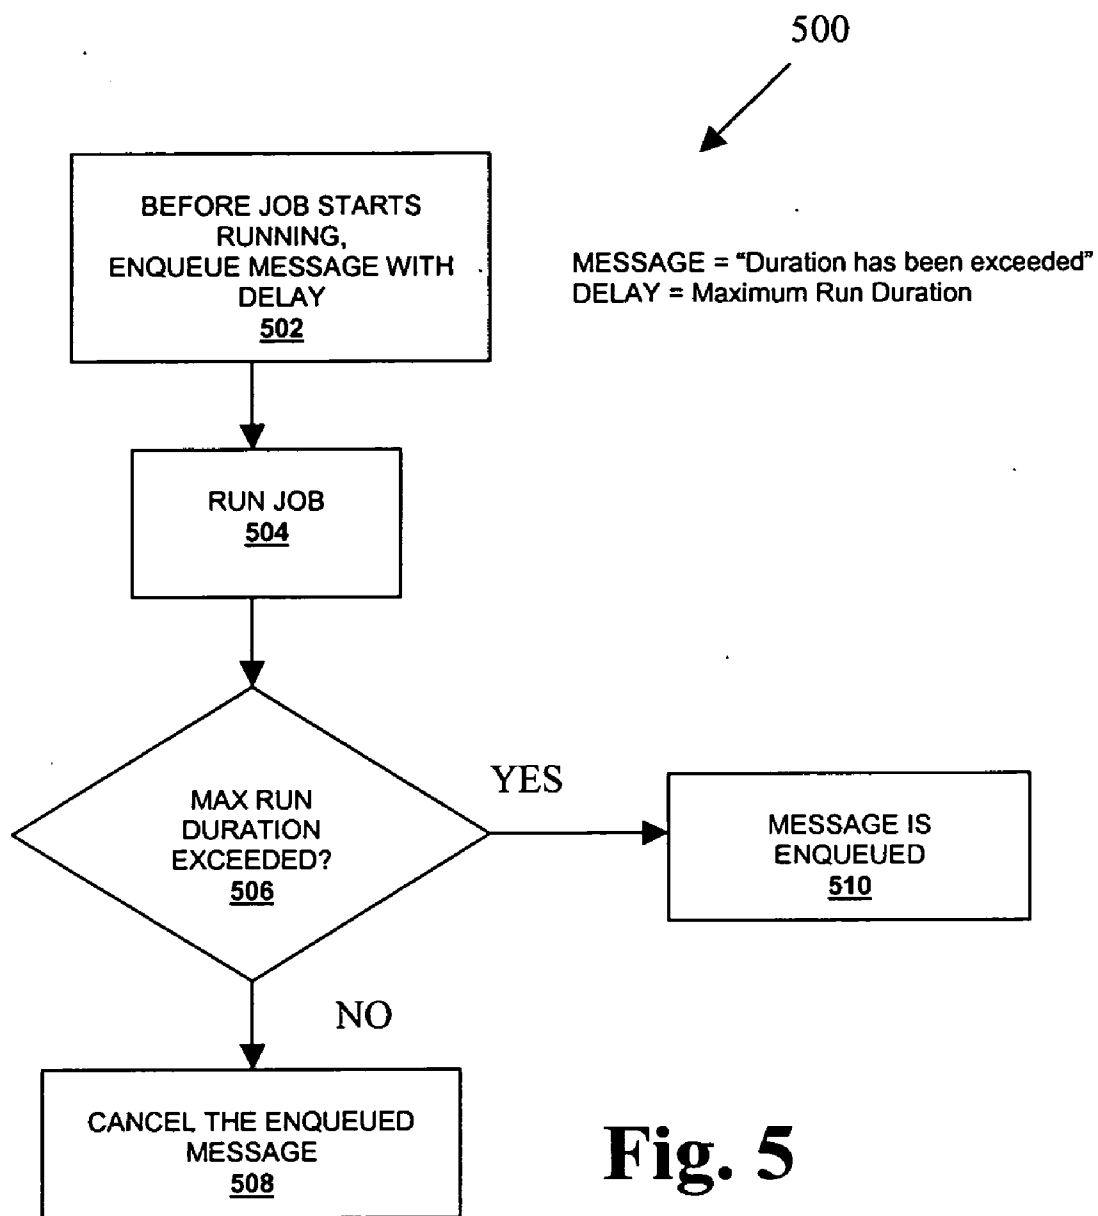 500
BEFORE JOB STARTS
RUNNING,
ENQUEUE MESSAGE WITH
DELAY
502
MESSAGE = "Duration has been exceeded"
DELAY = Maximum Run Duration
RUN JOB
504
MAX RUN
DURATION
EXCEEDED?
506
YES
MESSAGE IS
ENQUEUED
510
NO
CANCEL THE ENQUEUED
MESSAGE
508
Fig. 5